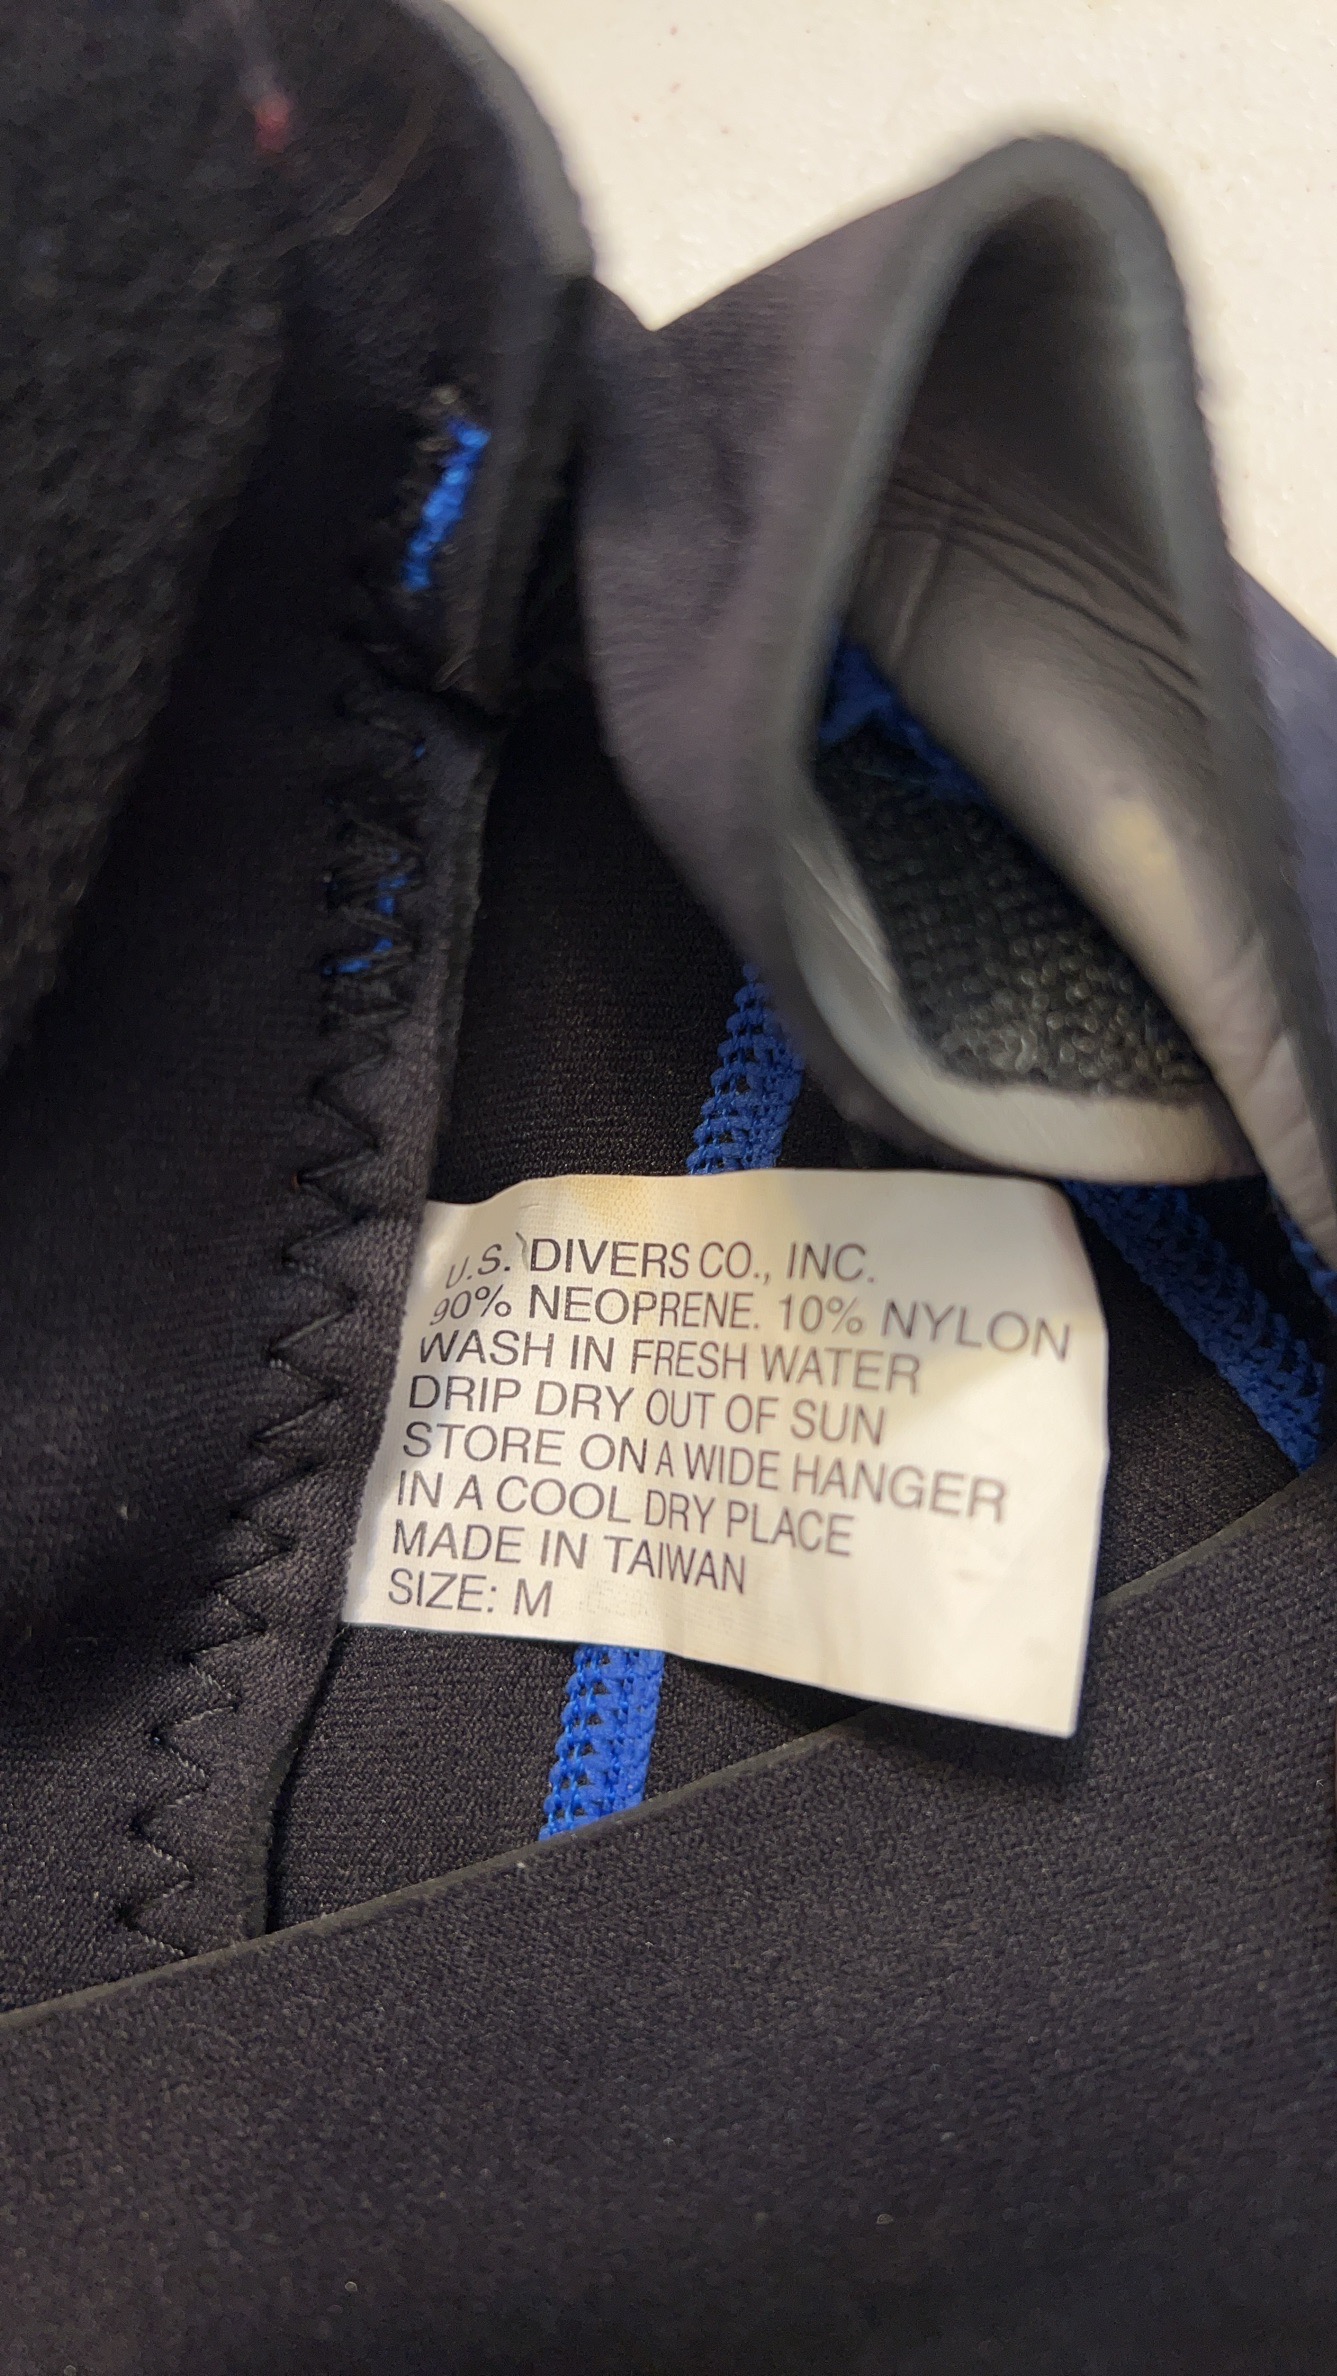 U.S. DIVERS CO., INC.
90% NEOPRENE. 10% NYLON
WASH IN FRESH WATER
DRIP DRY OUT OF SUN
STORE ON A WIDE HANGER
IN A COOL DRY PLACE
MADE IN TAIWAN
SIZE: M